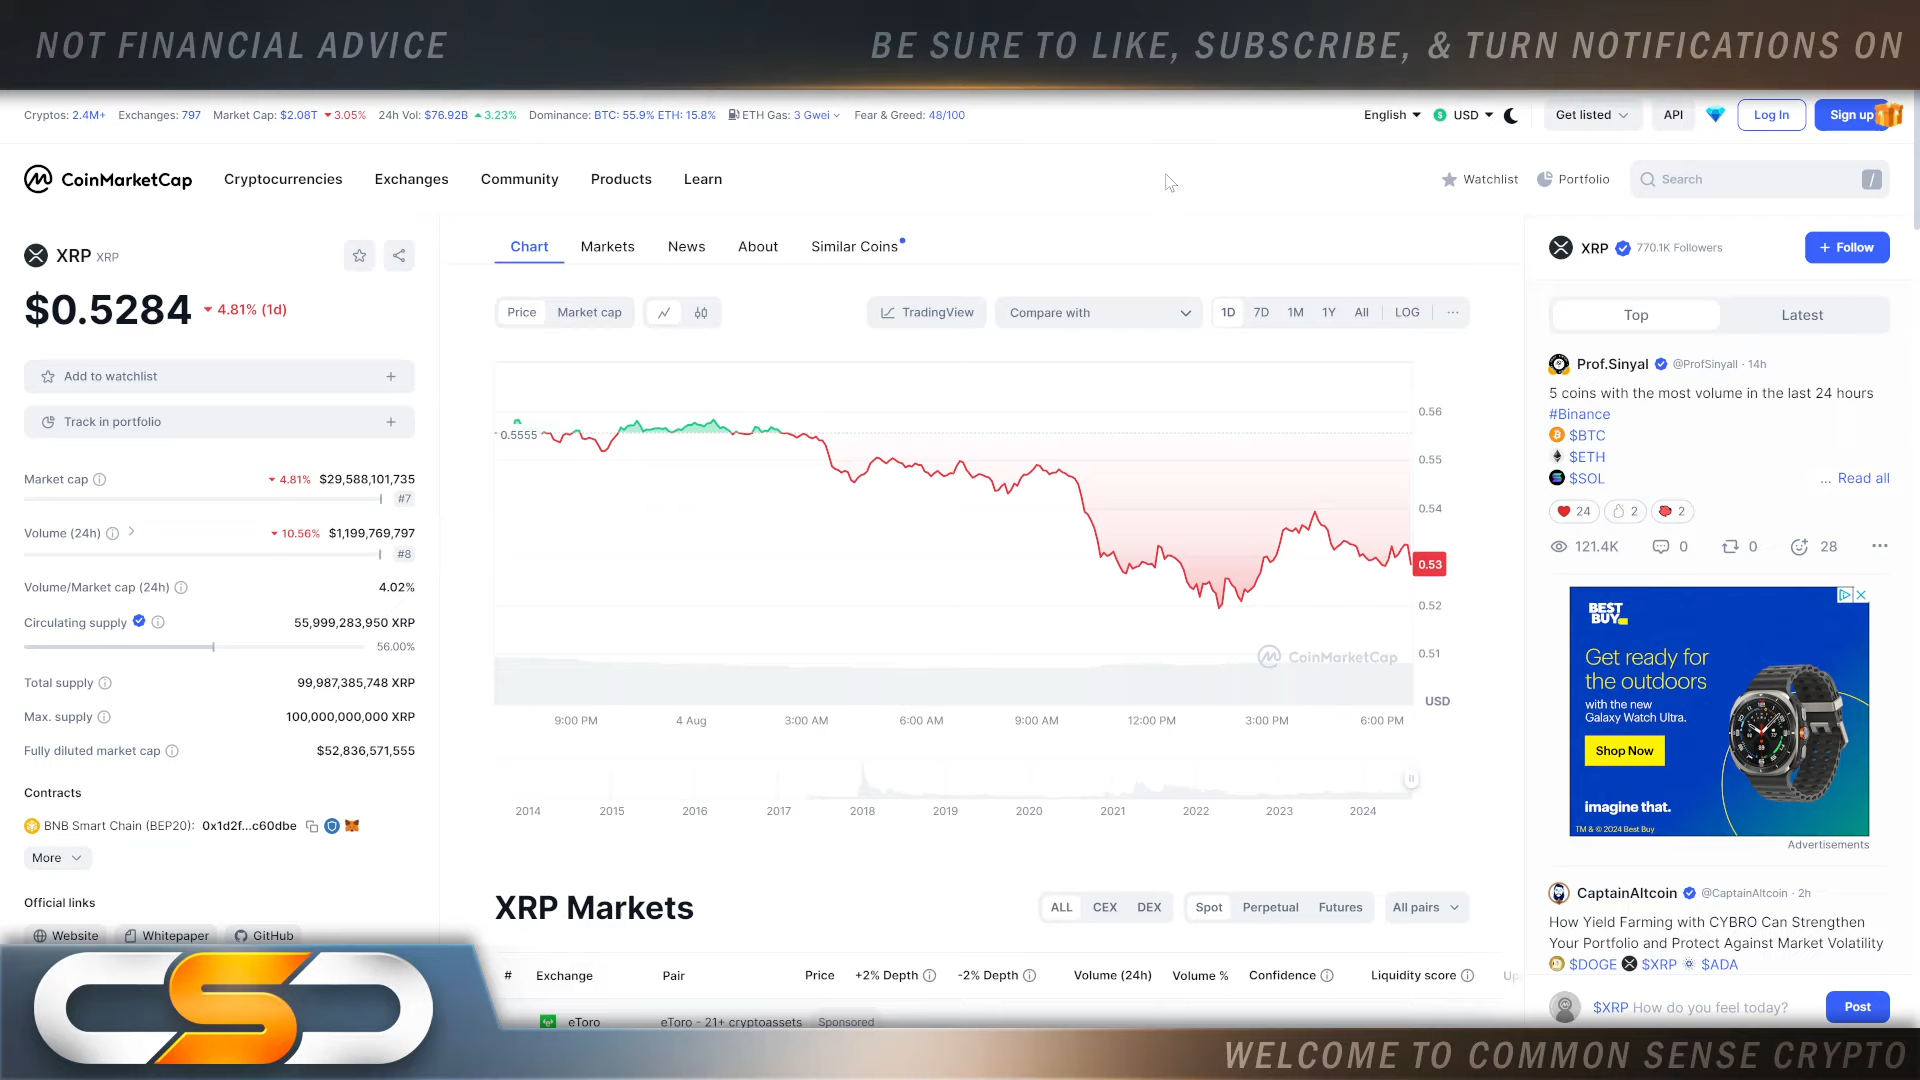 NOT FINANCIAL ADVICE
BE SURE TO LIKE, SUBSCRIBE, & TURN NOTIFICATIONS ON
Cryptos: 2.4M+ Exchanges: 797 Market Cap: $2.08T 3.05% 24h Vol: $76.92B 3.23% Dominance: BTC: 55.9% ETH: 15.8% ETH Gas: 3 Gwei Fear & Greed: 48/100
English USD Get listed API Log In Sign up
CoinMarketCap Cryptocurrencies Exchanges Community Products Learn
Watchlist Portfolio Search /
XRP XRP
$0.5284 4.81% (1d)
Add to watchlist +
Track in portfolio +
Market cap 4.81% $29,588,101,735
#7
Volume (24h) 10.56% $1,199,769,797
#8
Volume/Market cap (24h) 4.02%
Circulating supply 55,999,283,950 XRP
56.00%
Total supply 99,987,385,748 XRP
Max. supply 100,000,000,000 XRP
Fully diluted market cap $52,836,571,555
Contracts
BNB Smart Chain (BEP20): 0x1d2f...c60dbe
More
Official links
Website Whitepaper GitHub
Chart Markets News About Similar Coins
Price Market cap TradingView Compare with 1D 7D 1M 1Y All LOG ...
0.5555
0.56
0.55
0.54
0.53
0.52
0.51
CoinMarketCap
USD
9:00 PM 4 Aug 3:00 AM 6:00 AM 9:00 AM 12:00 PM 3:00 PM 6:00 PM
2014 2015 2016 2017 2018 2019 2020 2021 2022 2023 2024
XRP Markets ALL CEX DEX Spot Perpetual Futures All pairs
# Exchange Pair Price +2% Depth -2% Depth Volume (24h) Volume % Confidence Liquidity score Up
eToro eToro - 21+ cryptoassets Sponsored
XRP 770.1K Followers + Follow
Top Latest
Prof.Sinyal @ProfSinyall · 14h
5 coins with the most volume in the last 24 hours
#Binance
$BTC
$ETH
$SOL ... Read all
24 2 2
121.4K 0 0 28 ...
BEST BUY
Get ready for
the outdoors
with the new
Galaxy Watch Ultra.
Shop Now
imagine that.
TM & © 2024 Best Buy
Advertisements
CaptainAltcoin @CaptainAltcoin · 2h
How Yield Farming with CYBRO Can Strengthen
Your Portfolio and Protect Against Market Volatility
$DOGE $XRP $ADA
$XRP How do you feel today? Post
CSC
WELCOME TO COMMON SENSE CRYPTO